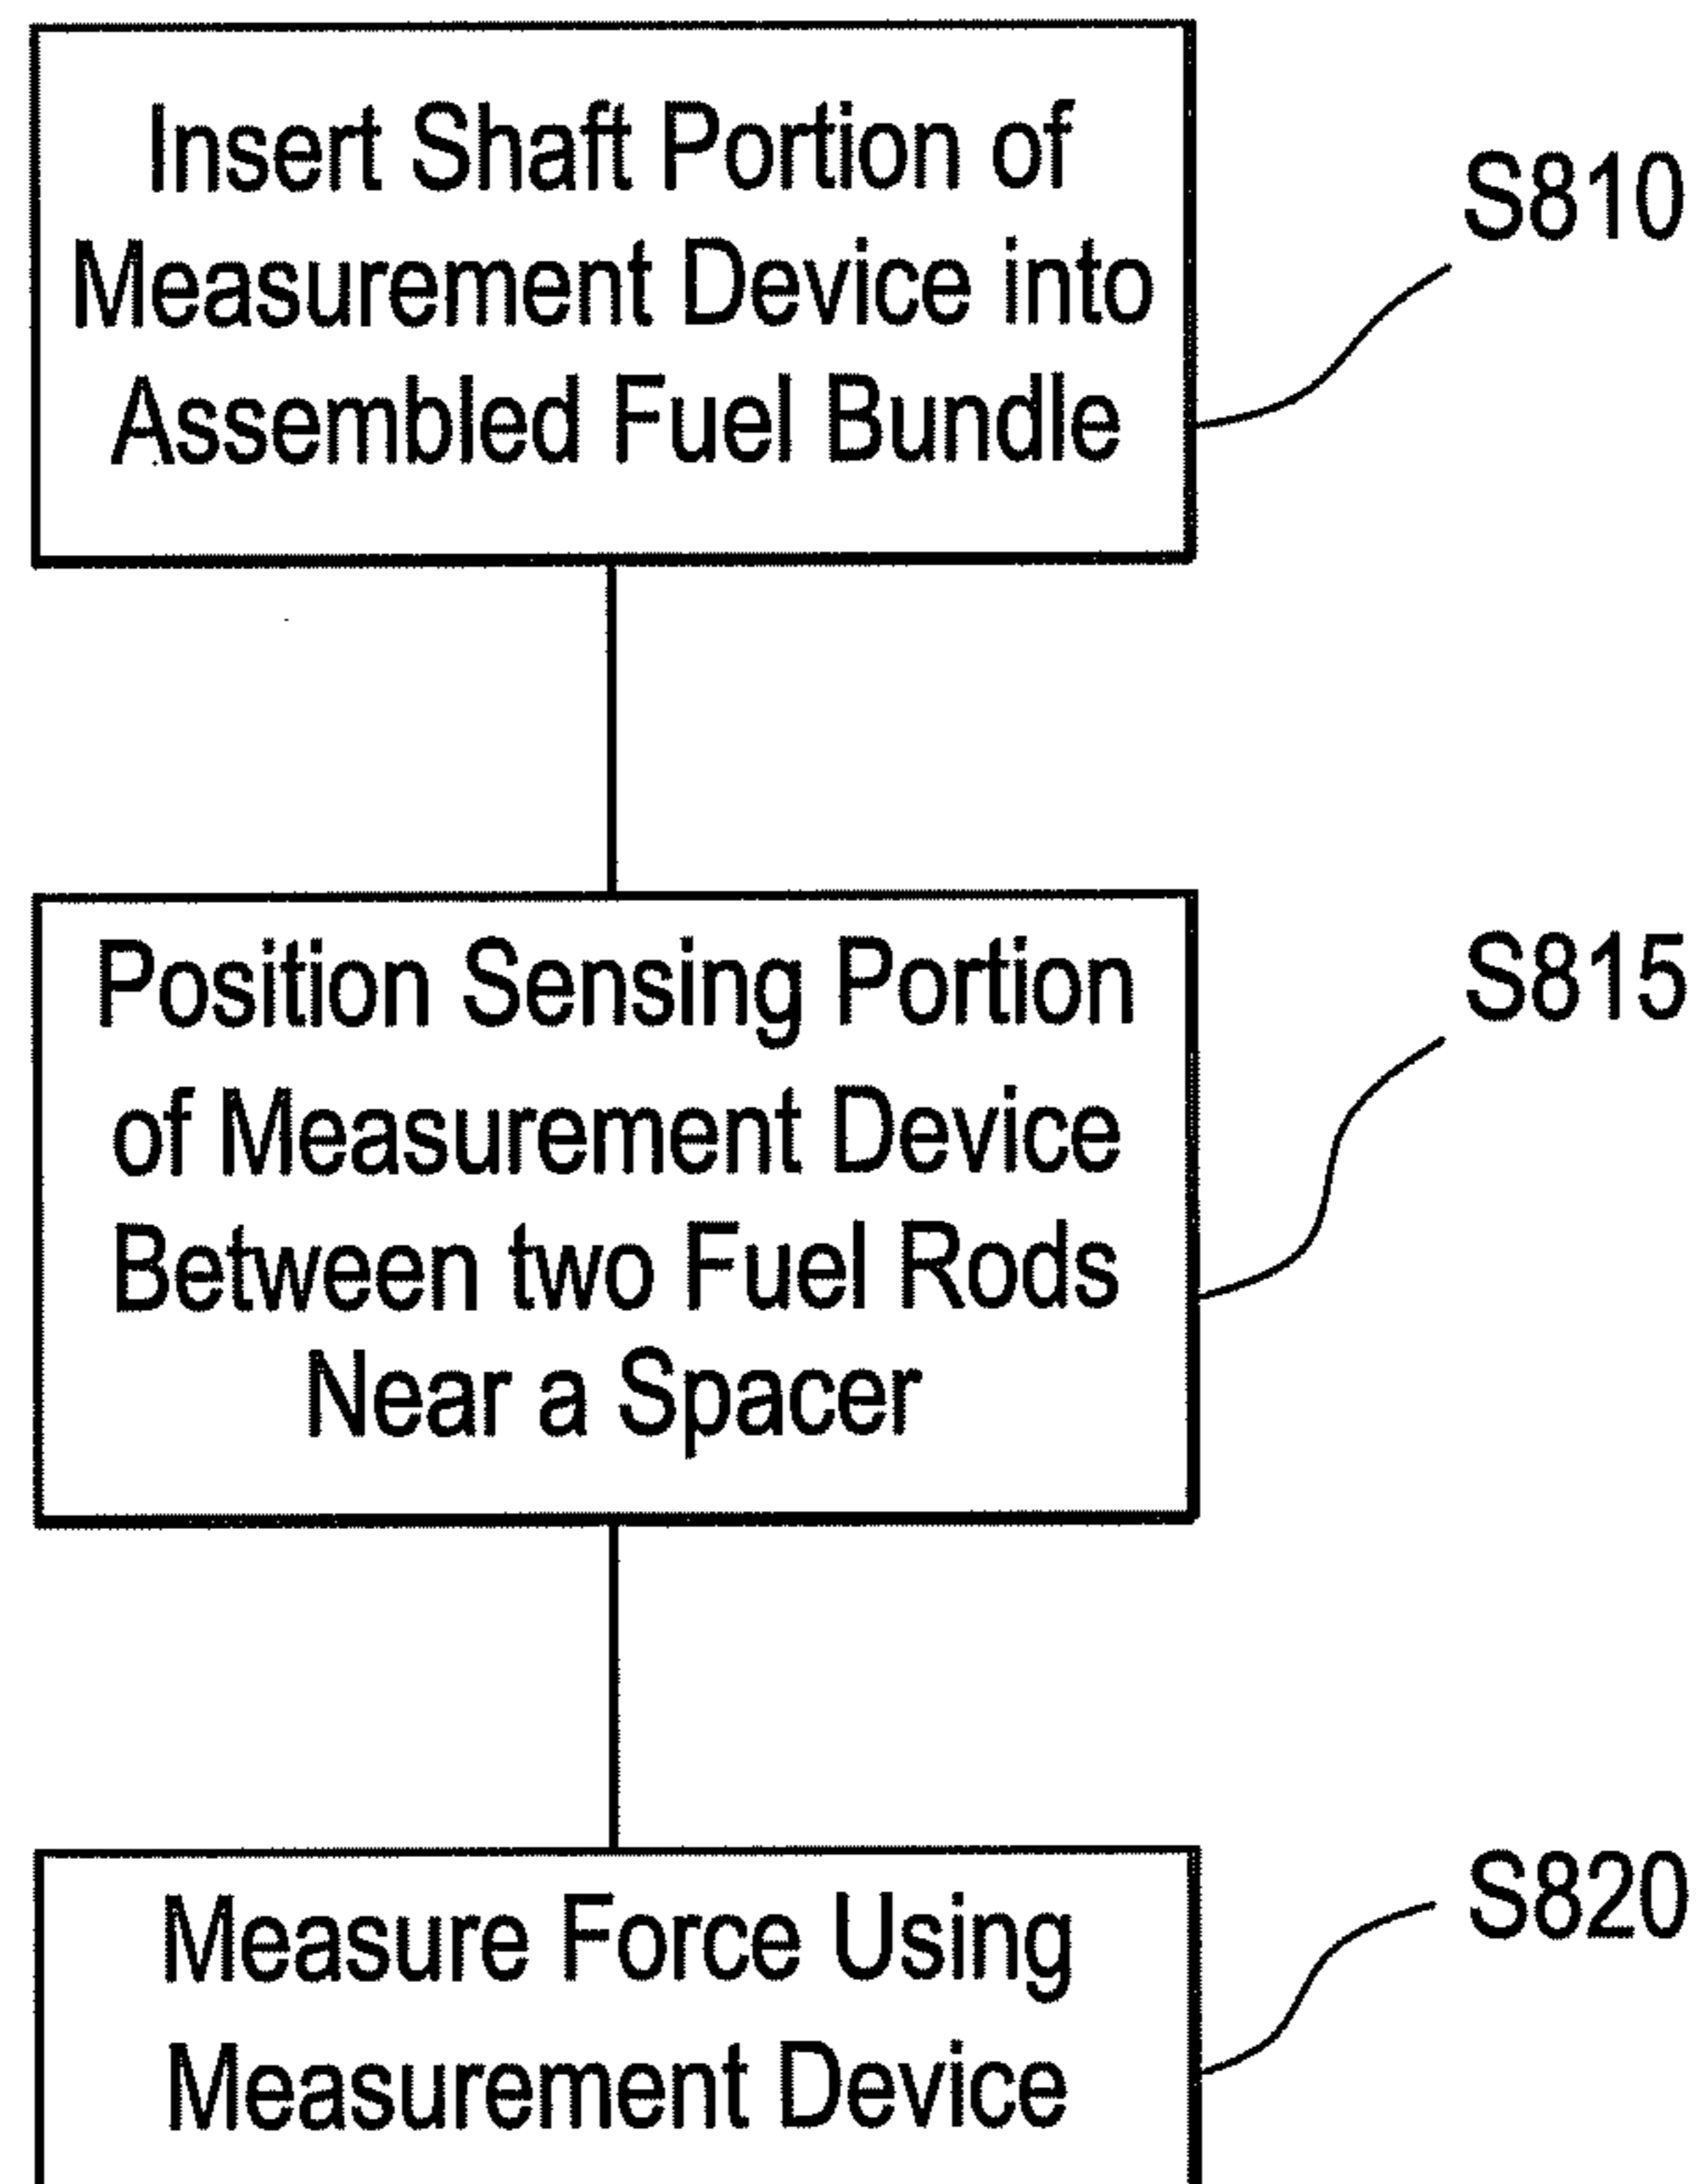 Insert Shaft Portion of
Measurement Device into
Assembled Fuel Bundle
S810
Position Sensing Portion
of Measurement Device
Between two Fuel Rods
Near a Spacer
S815
Measure Force Using
Measurement Device
S820